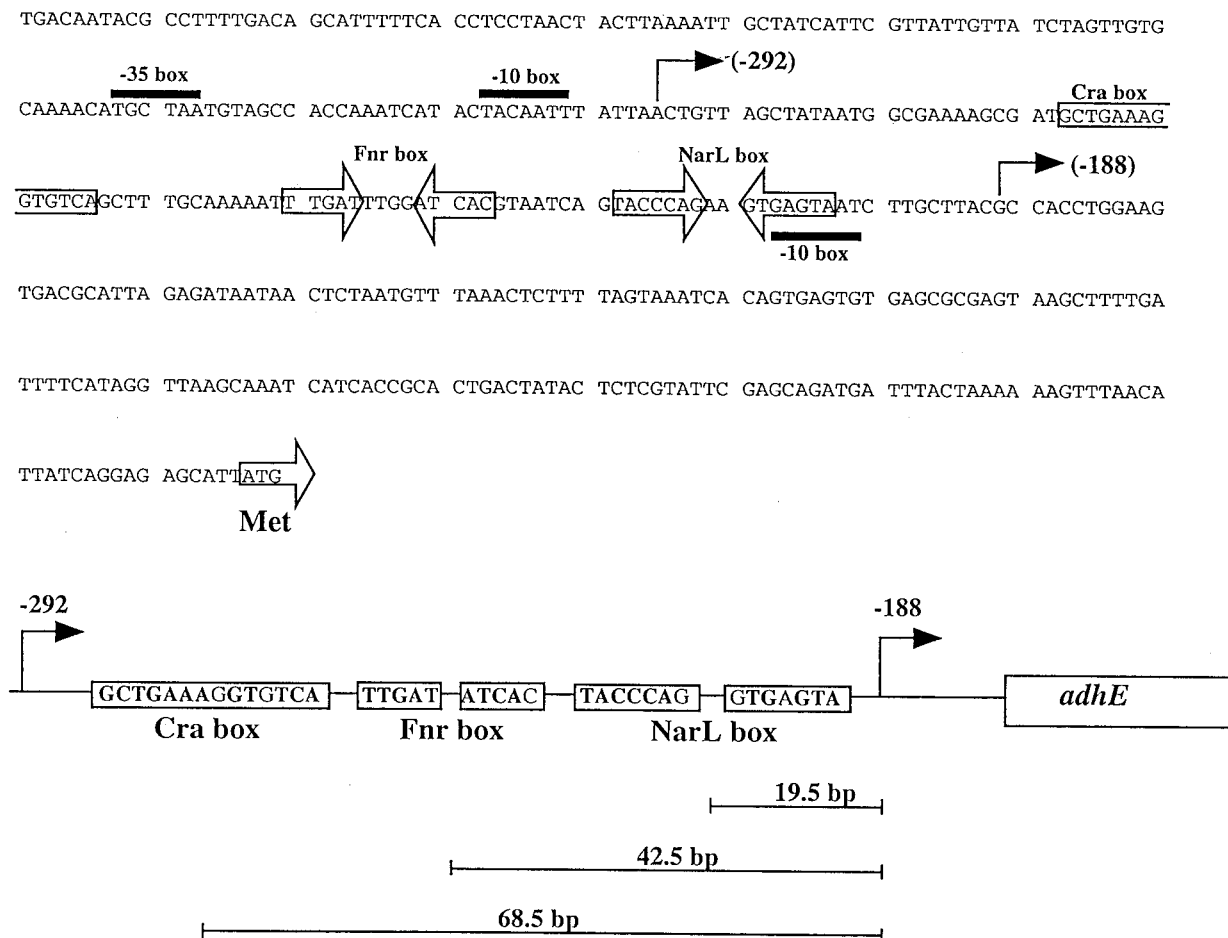 TGACAATACG CCTTTTGACA GCATTTTTCA CCTCCTAACT ACTTAAAATT GCTATCATTC GTTATTGTTA TCTAGTTGTG
-35 box -10 box (-292)
Cra box
CAAAACATGC TAATGTAGCC ACCAAATCAT ACTACAATTT ATTAACTGTT AGCTATAATG GCGAAAAGCG ATGCTGAAAG
Fnr box NarL box (-188)
GTGTCAGCTT TGCAAAAATT TGATTTGGAT CACGTAATCA GTACCCAGAA GTGAGTAATC TTGCTTACGC CACCTGGAAG
-10 box
TGACGCATTA GAGATAATAA CTCTAATGTT TAAACTCTTT TAGTAAATCA CAGTGAGTGT GAGCGCGAGT AAGCTTTTGA
TTTTCATAGG TTAAGCAAAT CATCACCGCA CTGACTATAC TCTCGTATTC GAGCAGATGA TTTACTAAAA AAGTTTAACA
TTATCAGGAG AGCATTATG
Met
-292 -188
GCTGAAAGGTGTCA TTGAT ATCAC TACCCAG GTGAGTA adhE
Cra box Fnr box NarL box
19.5 bp
42.5 bp
68.5 bp